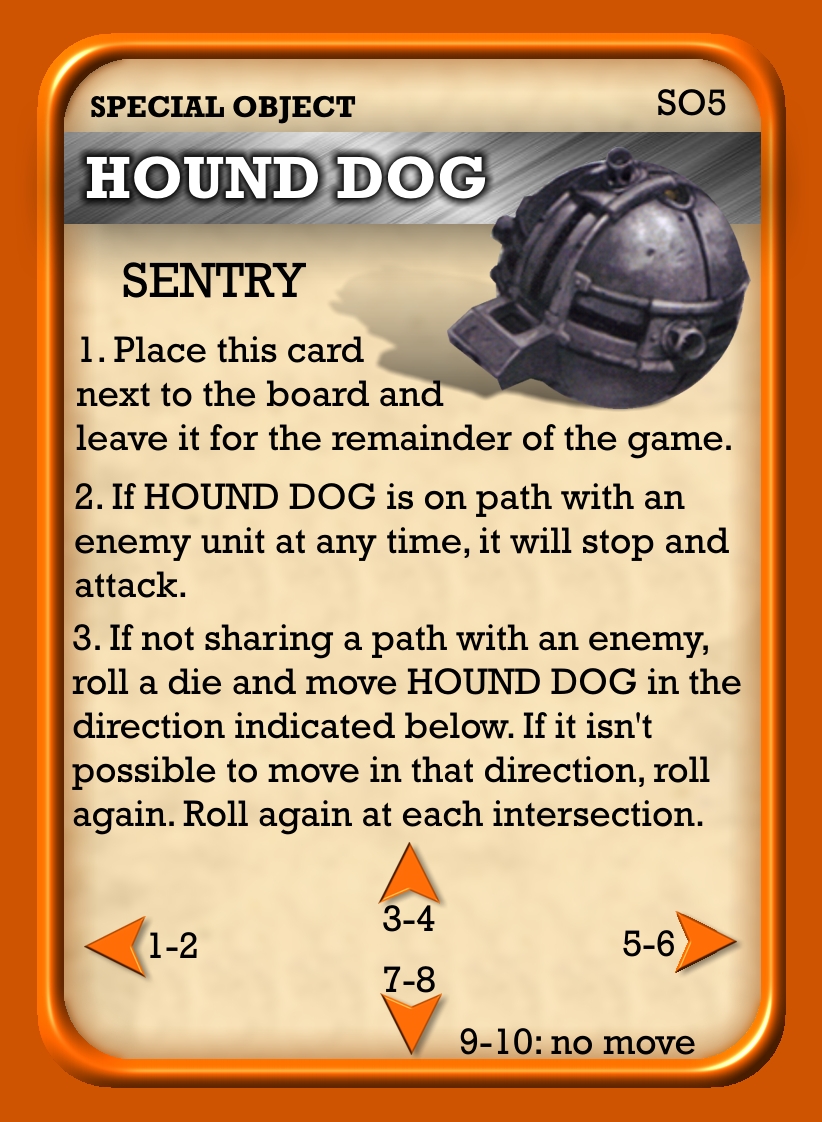 SPECIAL OBJECT
SO5
HOUND DOG
SENTRY
1. Place this card
next to the board and
leave it for the remainder of the game.
2. If HOUND DOG is on path with an
enemy unit at any time, it will stop and
attack.
3. If not sharing a path with an enemy,
roll a die and move HOUND DOG in the
direction indicated below. If it isn't
possible to move in that direction, roll
again. Roll again at each intersection.
3-4
1-2
5-6
7-8
9-10: no move